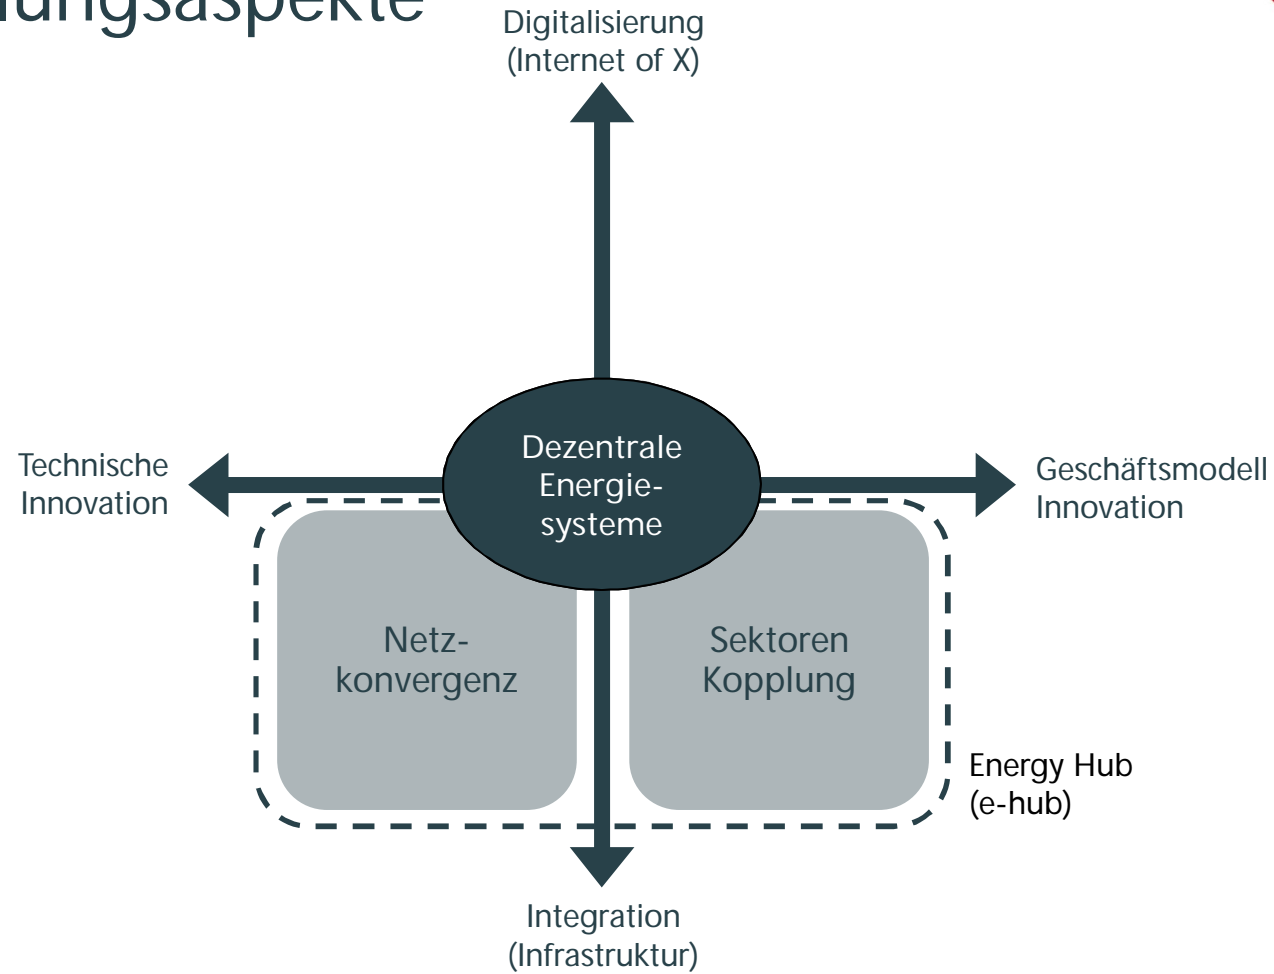 Digitalisierung
(Internet of X)
Dezentrale
Energie-
systeme
Technische
Innovation
Geschäftsmodell
Innovation
Netz-
konvergenz
Sektoren
Kopplung
Energy Hub
(e-hub)
Integration
(Infrastruktur)